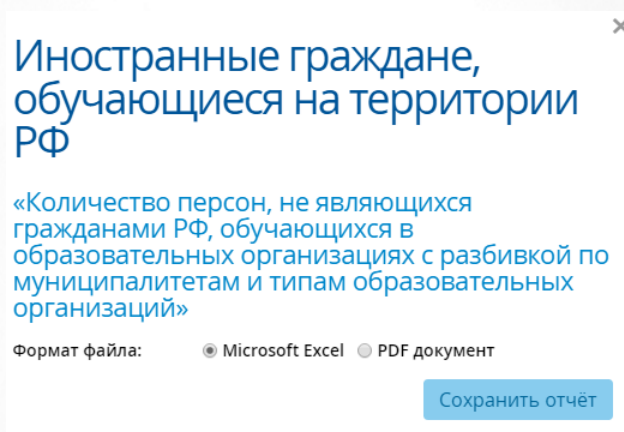 Иностранные граждане,
обучающиеся на территории
РФ
«Количество персон, не являющихся
гражданами РФ, обучающихся в
образовательных организациях с разбивкой по
муниципалитетам и типам образовательных
организаций»
Формат файла: Microsoft Excel PDF документ
Сохранить отчёт